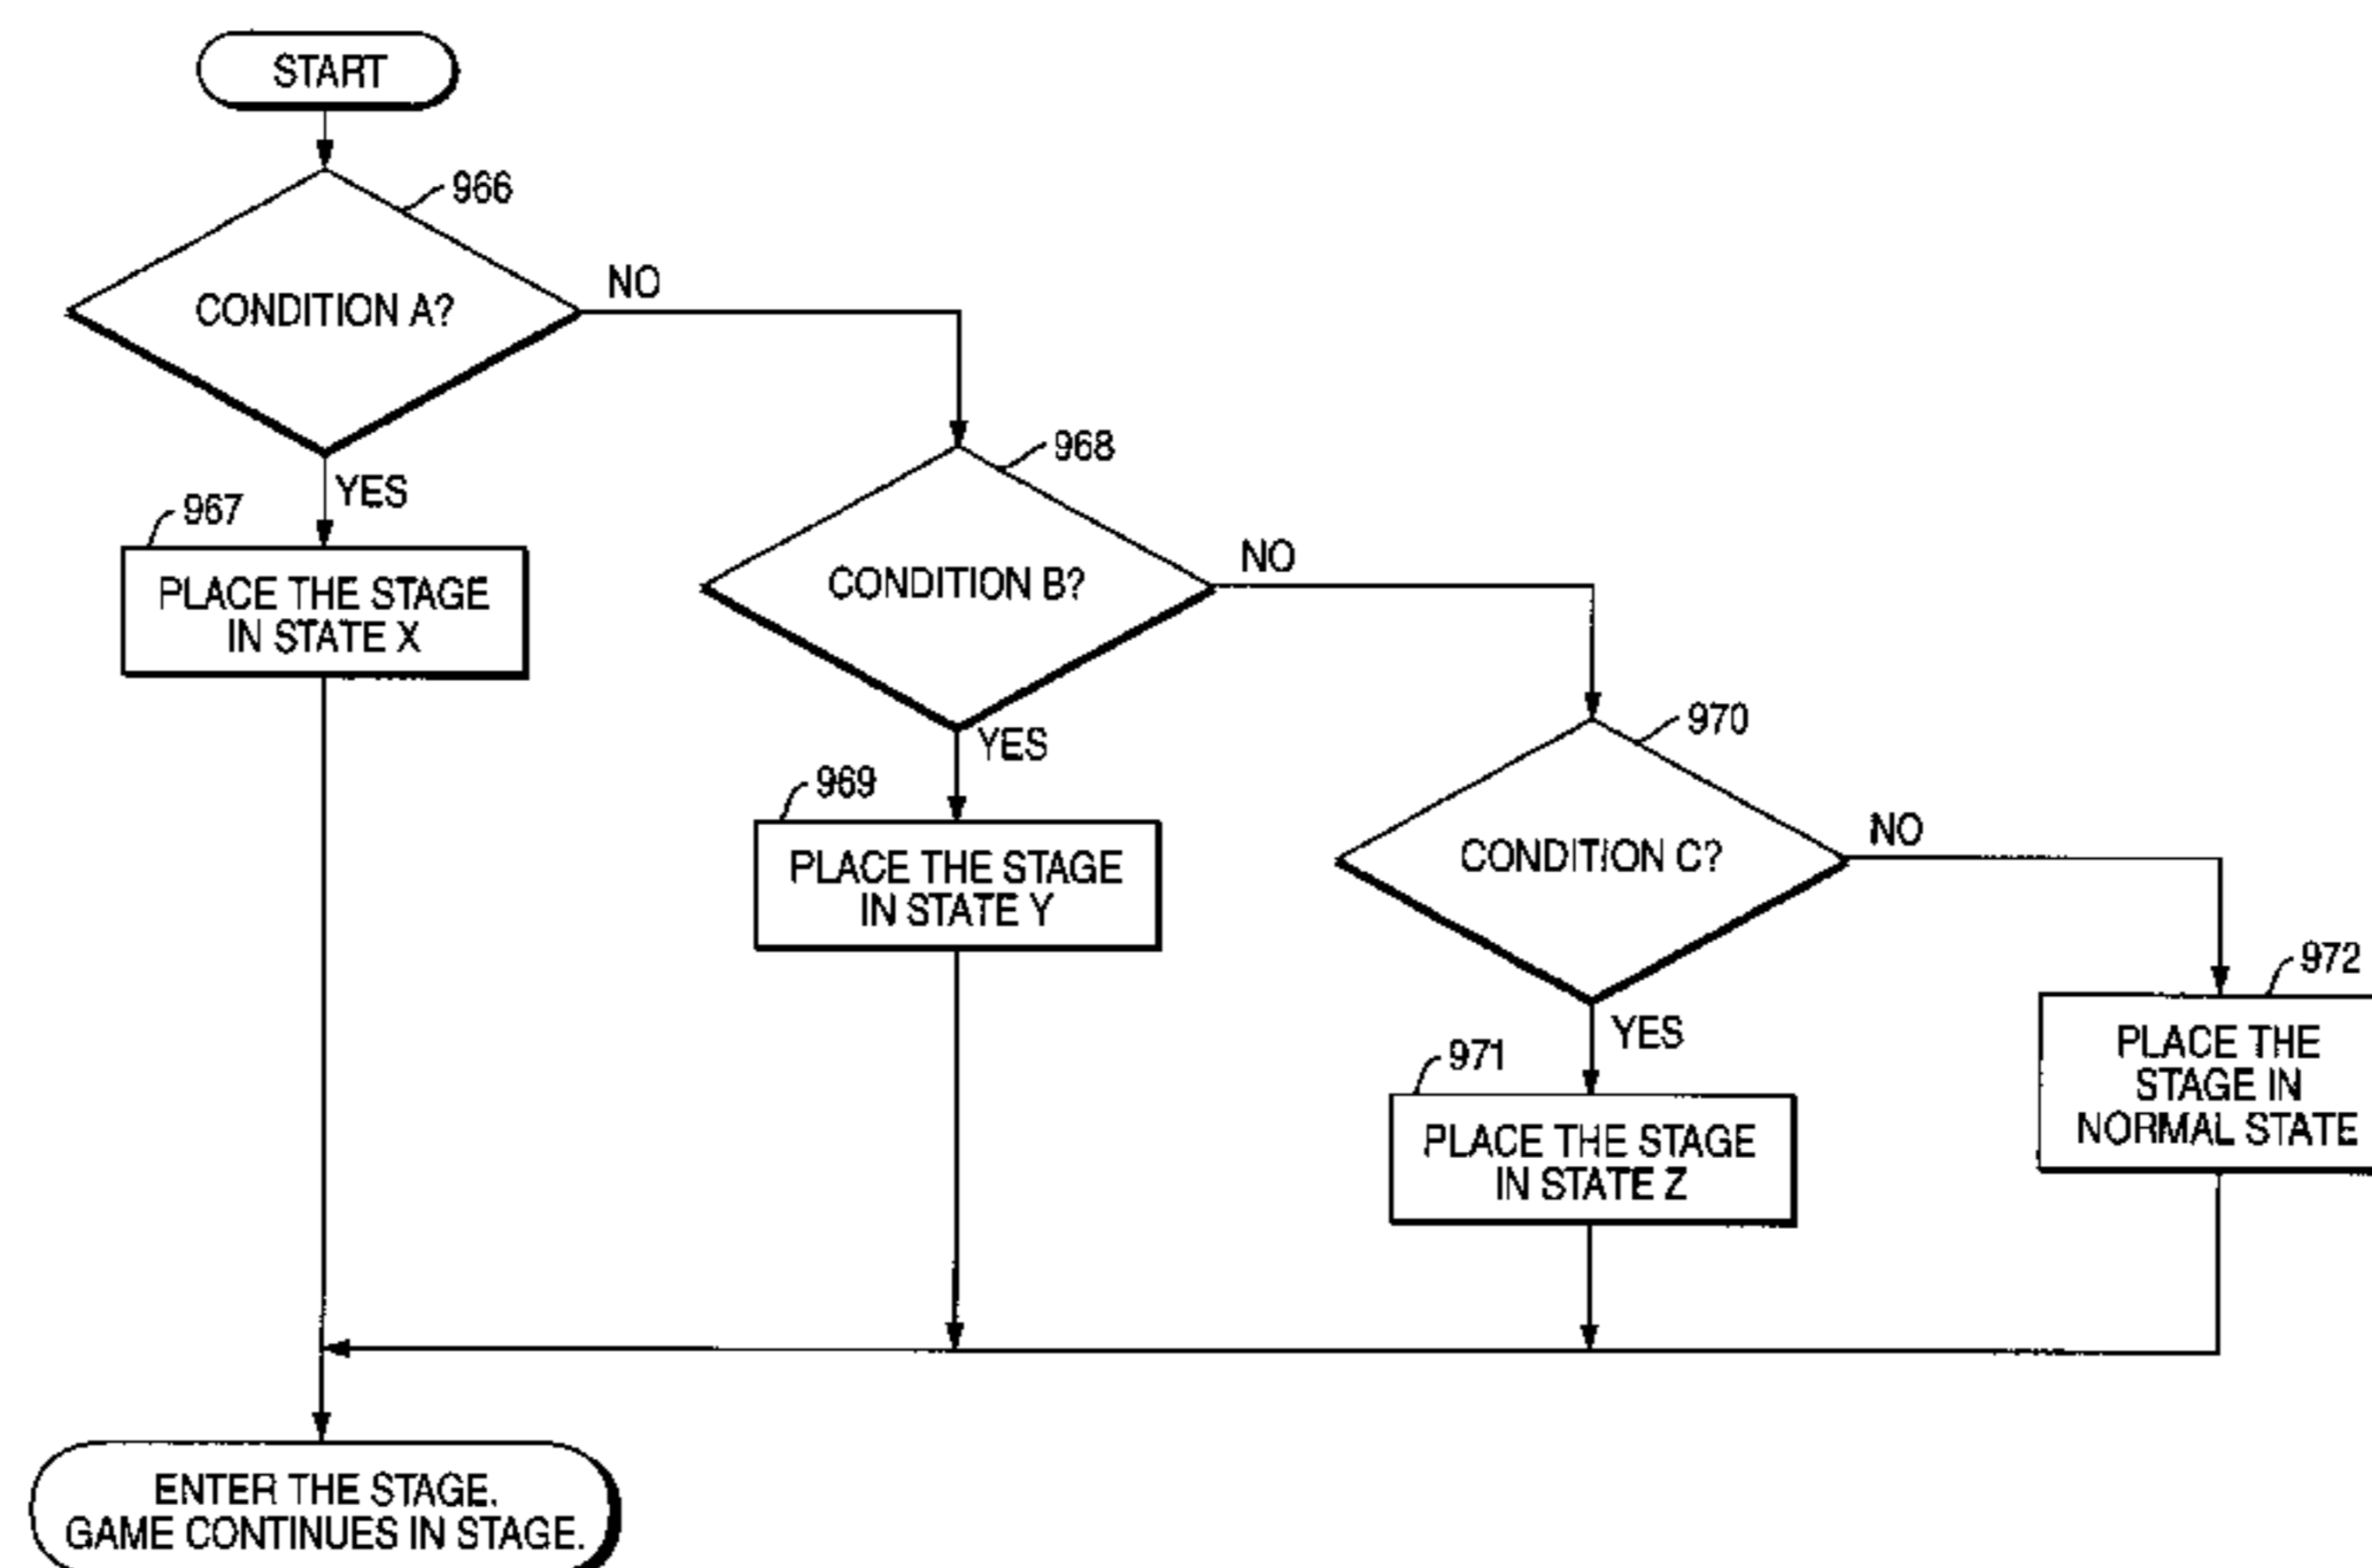 START
966
CONDITION A?
NO
YES
967
PLACE THE STAGE
IN STATE X
968
CONDITION B?
NO
YES
969
PLACE THE STAGE
IN STATE Y
970
CONDITION C?
NO
YES
971
PLACE THE STAGE
IN STATE Z
972
PLACE THE
STAGE IN
NORMAL STATE
ENTER THE STAGE.
GAME CONTINUES IN STAGE.